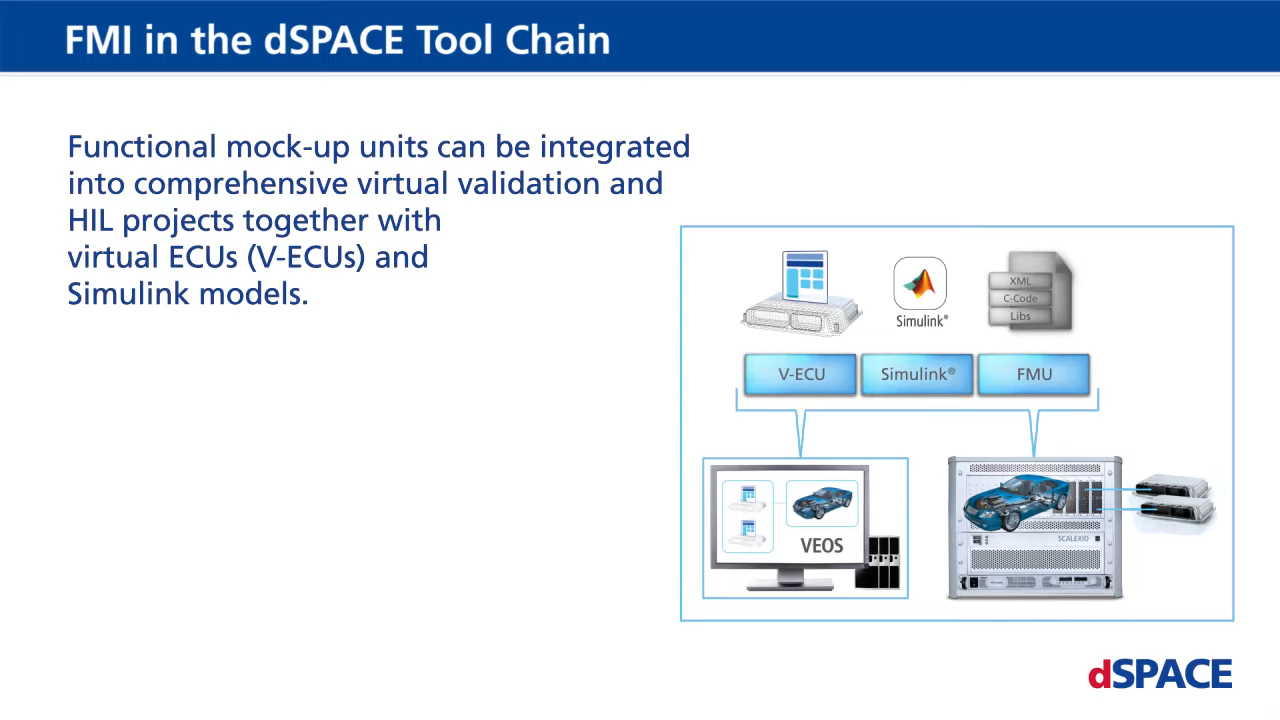 FMI in the dSPACE Tool Chain
Functional mock-up units can be integrated
into comprehensive virtual validation and
HIL projects together with
virtual ECUs (V-ECUs) and
Simulink models.
XML
C-Code
Libs
Simulink®
V-ECU
Simulink®
FMU
VEOS
SCALEXIO
dSPACE